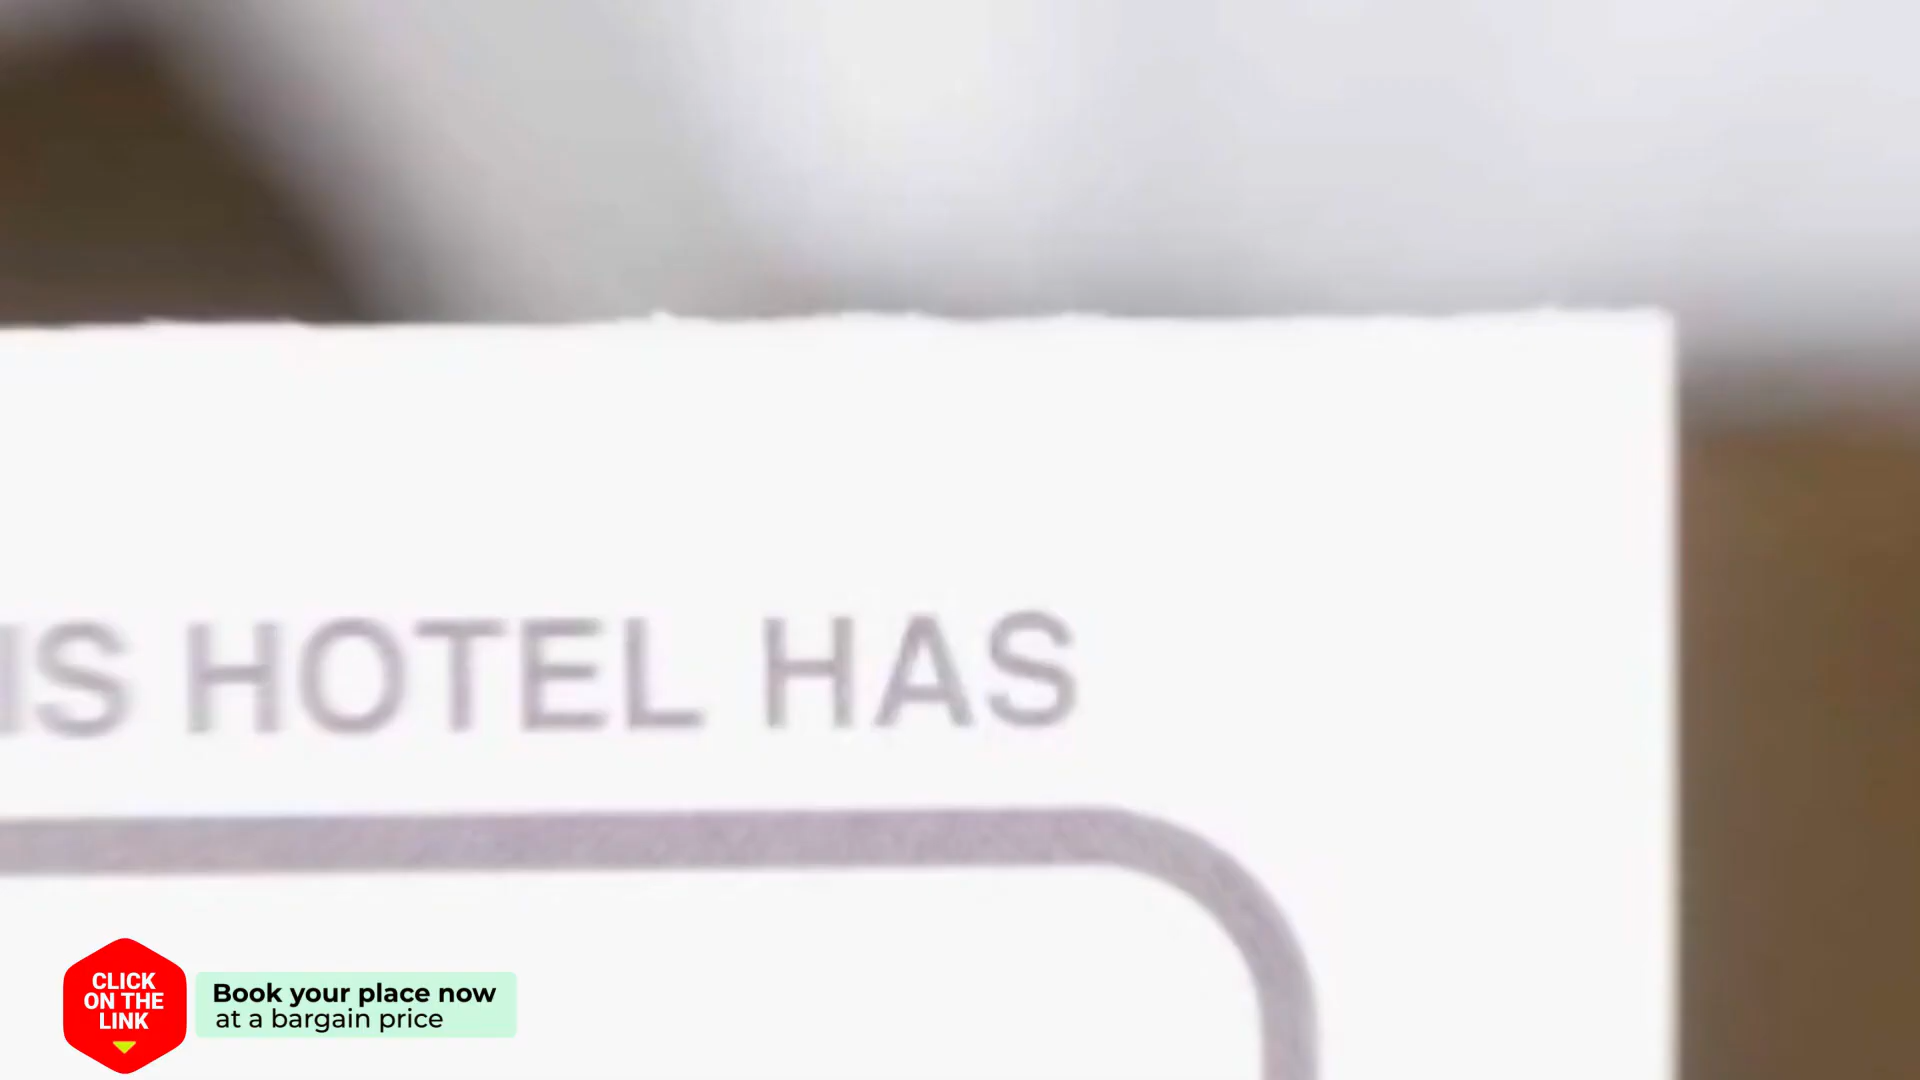 IS HOTEL HAS
CLICK
ON THE
LINK
Book your place now
at a bargain price